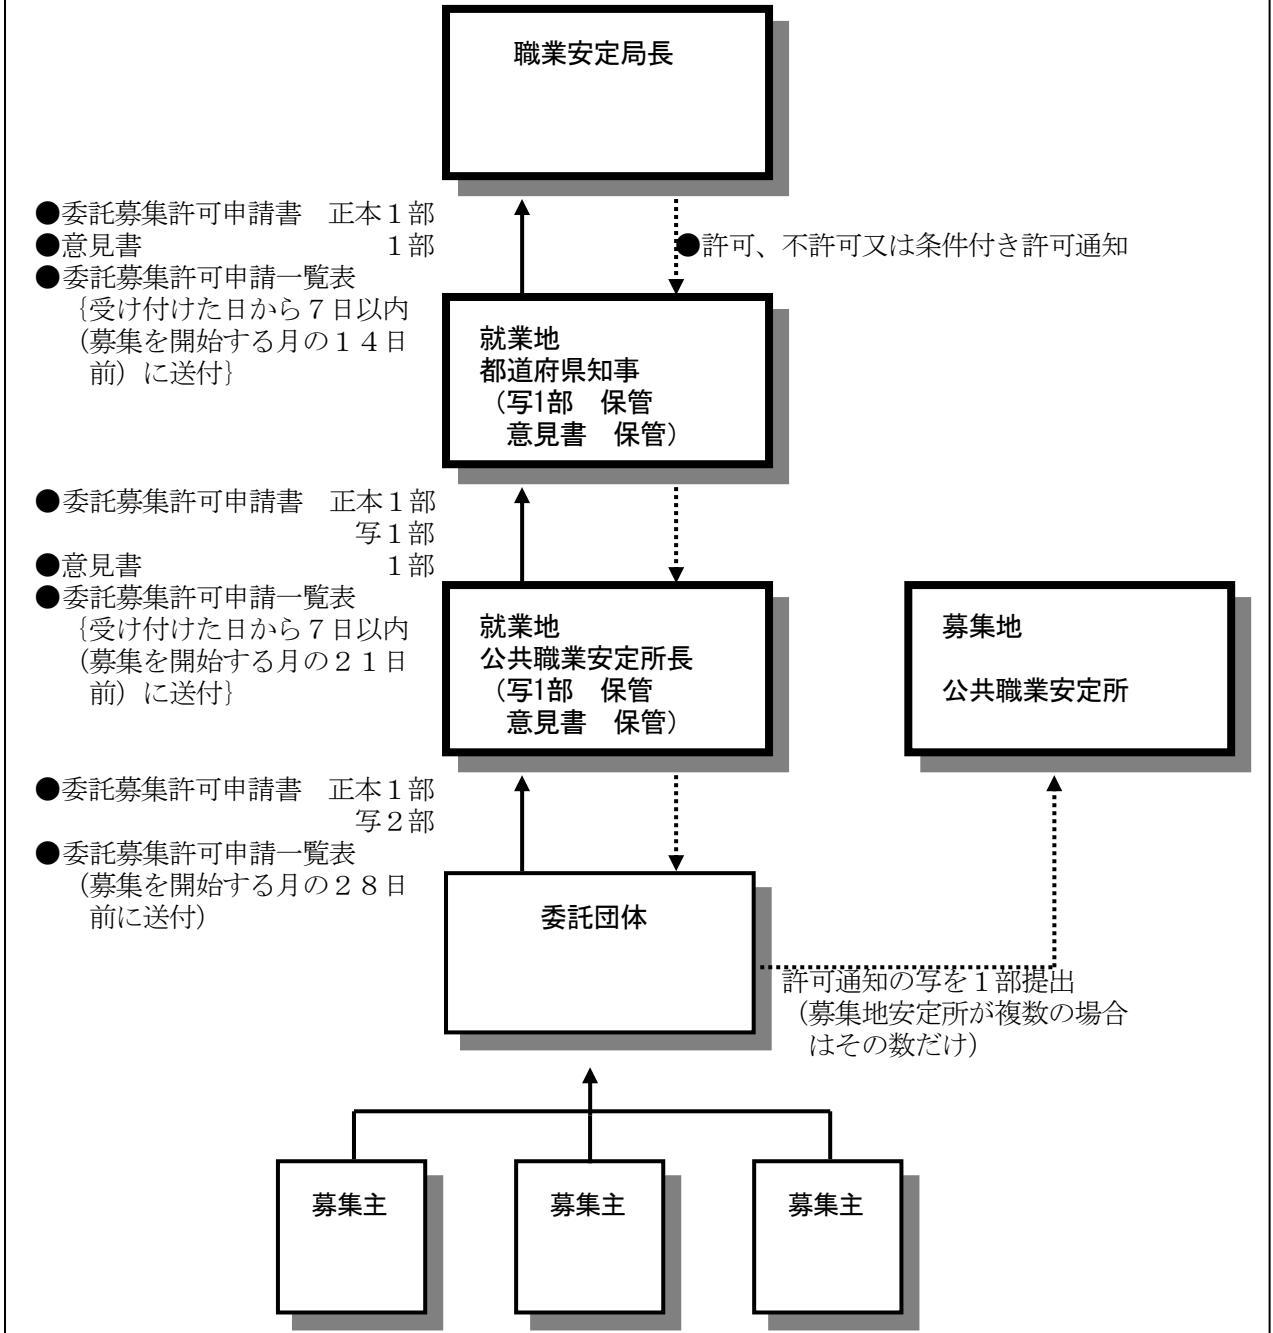 職業安定局長
●委託募集許可申請書　正本１部
●意見書　　　　　　　　　１部
●委託募集許可申請一覧表
｛受け付けた日から７日以内
（募集を開始する月の１４日
前）に送付｝
●許可、不許可又は条件付き許可通知
就業地
都道府県知事
（写1部　保管
意見書　保管）
●委託募集許可申請書　正本１部
写１部
●意見書　　　　　　　　　１部
●委託募集許可申請一覧表
｛受け付けた日から７日以内
（募集を開始する月の２１日
前）に送付｝
就業地
公共職業安定所長
（写1部　保管
意見書　保管）
募集地
公共職業安定所
●委託募集許可申請書　正本１部
写２部
●委託募集許可申請一覧表
（募集を開始する月の２８日
前に送付）
委託団体
許可通知の写を１部提出
（募集地安定所が複数の場合
はその数だけ）
募集主
募集主
募集主